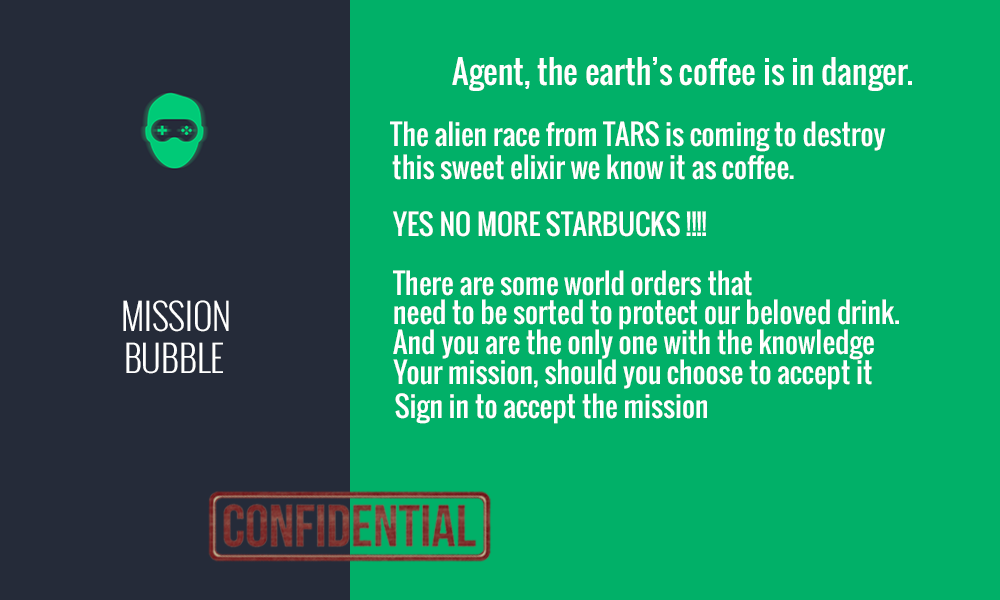 Agent, the earth’s coffee is in danger.
The alien race from TARS is coming to destroy
this sweet elixir we know it as coffee.
YES NO MORE STARBUCKS !!!!
There are some world orders that
need to be sorted to protect our beloved drink.
And you are the only one with the knowledge
Your mission, should you choose to accept it
Sign in to accept the mission
MISSION
BUBBLE
CONFIDENTIAL